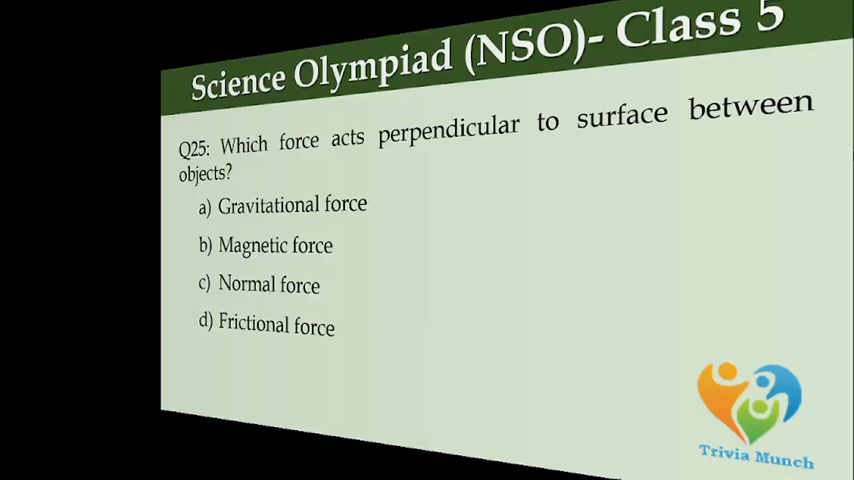 Science Olympiad (NSO)- Class 5
Q25: Which force acts perpendicular to surface between
objects?
a) Gravitational force
b) Magnetic force
c) Normal force
d) Frictional force
Trivia Munch